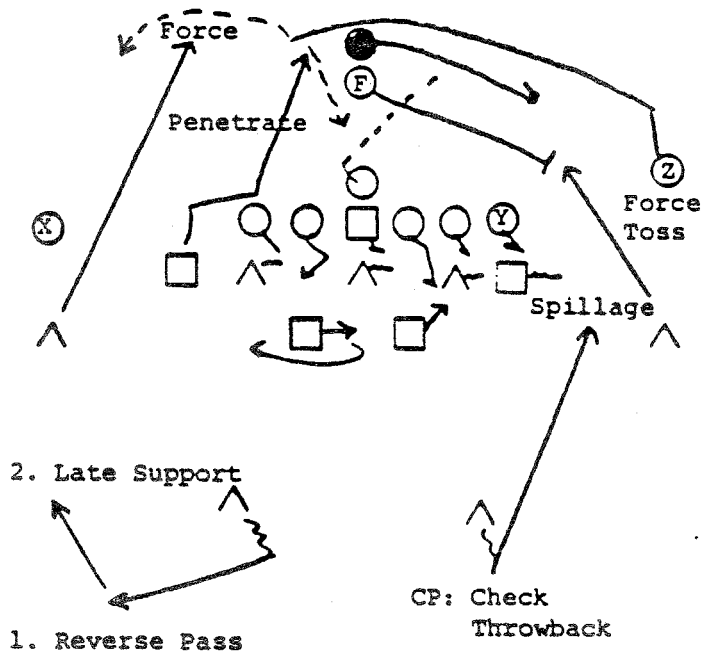 Force
F
Penetrate
Z
X
Y
Force
Toss
Spillage
2. Late Support
CP: Check
Throwback
1. Reverse Pass